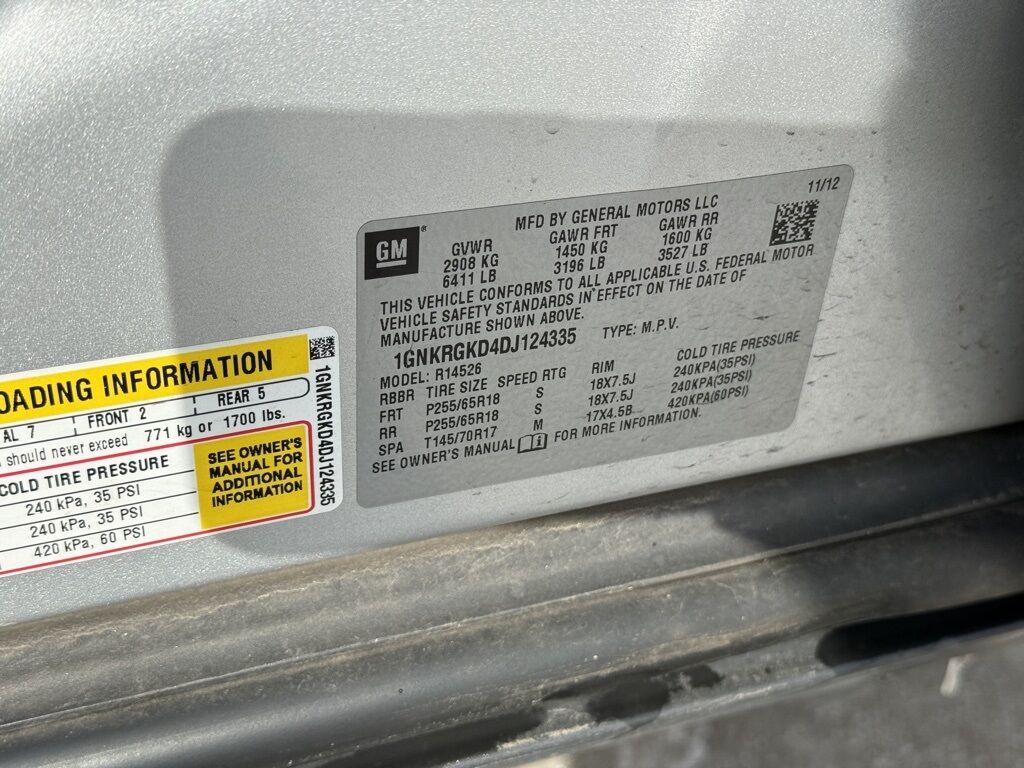 11/12
MFD BY GENERAL MOTORS LLC
GM
GVWR GAWR FRT GAWR RR
2908 KG 1450 KG 1600 KG
6411 LB 3196 LB 3527 LB
THIS VEHICLE CONFORMS TO ALL APPLICABLE U.S. FEDERAL MOTOR
VEHICLE SAFETY STANDARDS IN EFFECT ON THE DATE OF
MANUFACTURE SHOWN ABOVE.
1GNKRGKD4DJ124335 TYPE: M.P.V.
MODEL: R14526
RBBR TIRE SIZE SPEED RTG RIM COLD TIRE PRESSURE
FRT P255/65R18 S 18X7.5J 240KPA(35PSI)
RR P255/65R18 S 18X7.5J 240KPA(35PSI)
SPA T145/70R17 M 17X4.5B 420KPA(60PSI)
SEE OWNER'S MANUAL FOR MORE INFORMATION.
OADING INFORMATION
AL 7 FRONT 2 REAR 5
should never exceed 771 kg or 1700 lbs.
COLD TIRE PRESSURE
240 kPa, 35 PSI
240 kPa, 35 PSI
420 kPa, 60 PSI
SEE OWNER'S
MANUAL FOR
ADDITIONAL
INFORMATION
1GNKRGKD4DJ124335